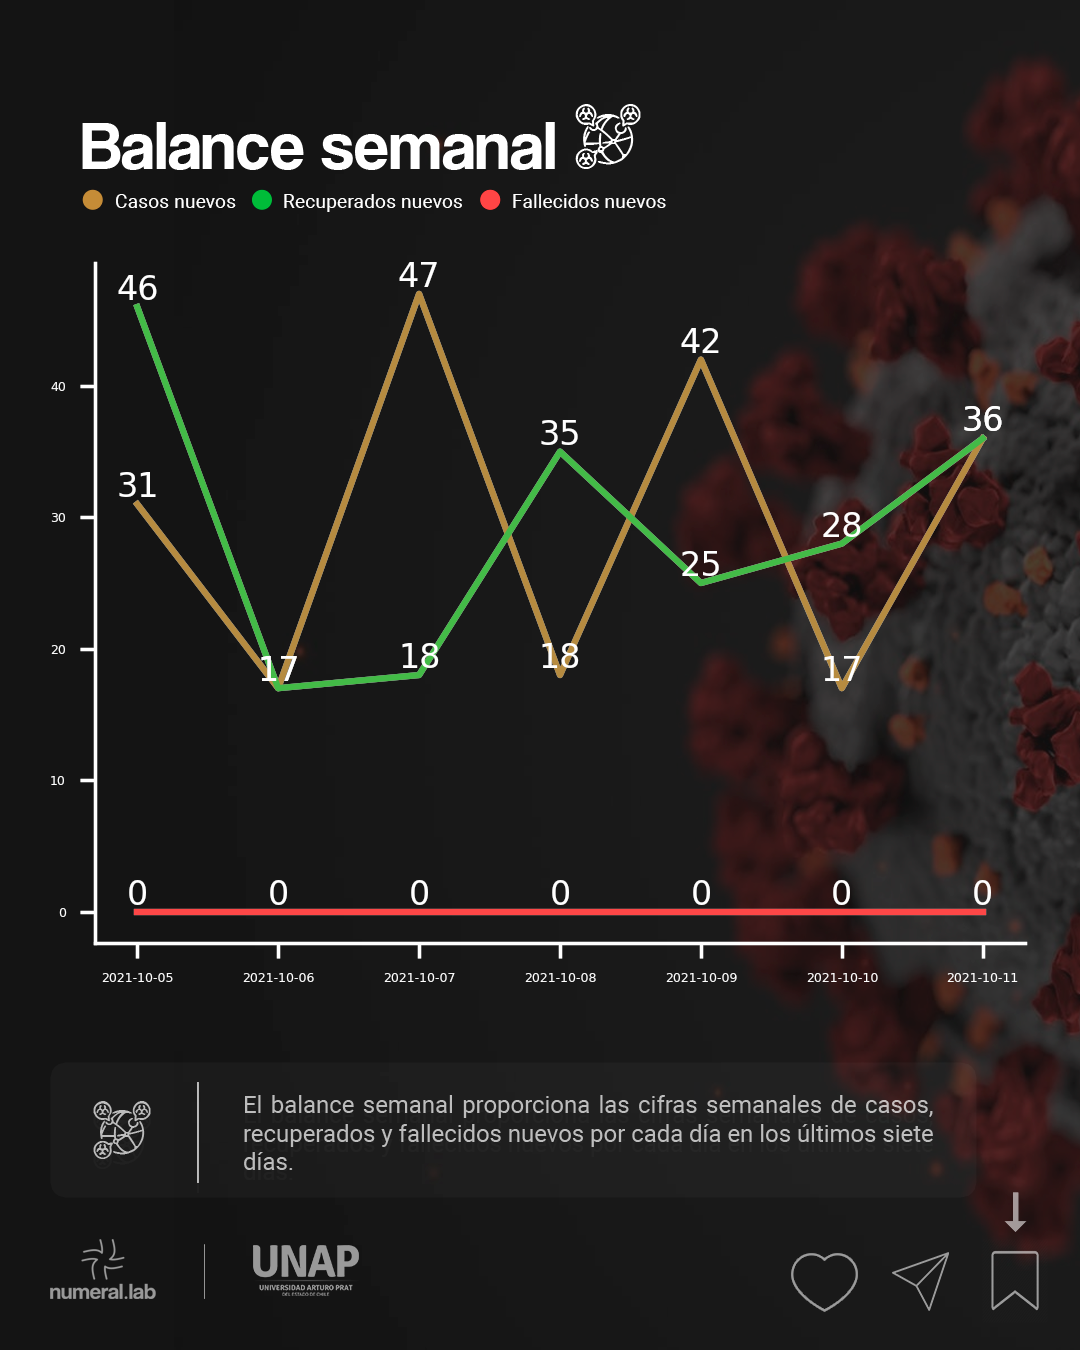 Balance semanal
Casos nuevos Recuperados nuevos Fallecidos nuevos
47
46
42
40
36
35
31
30
28
25
20
18 18
17 17
10
0 0 0 0 0 0 0
0
2021-10-05 2021-10-06 2021-10-07 2021-10-08 2021-10-09 2021-10-10 2021-10-11
El balance semanal proporciona las cifras semanales de casos,
recuperados y fallecidos nuevos por cada día en los últimos siete
días.
numeral.lab
UNAP
UNIVERSIDAD ARTURO PRAT
DEL ESTADO DE CHILE